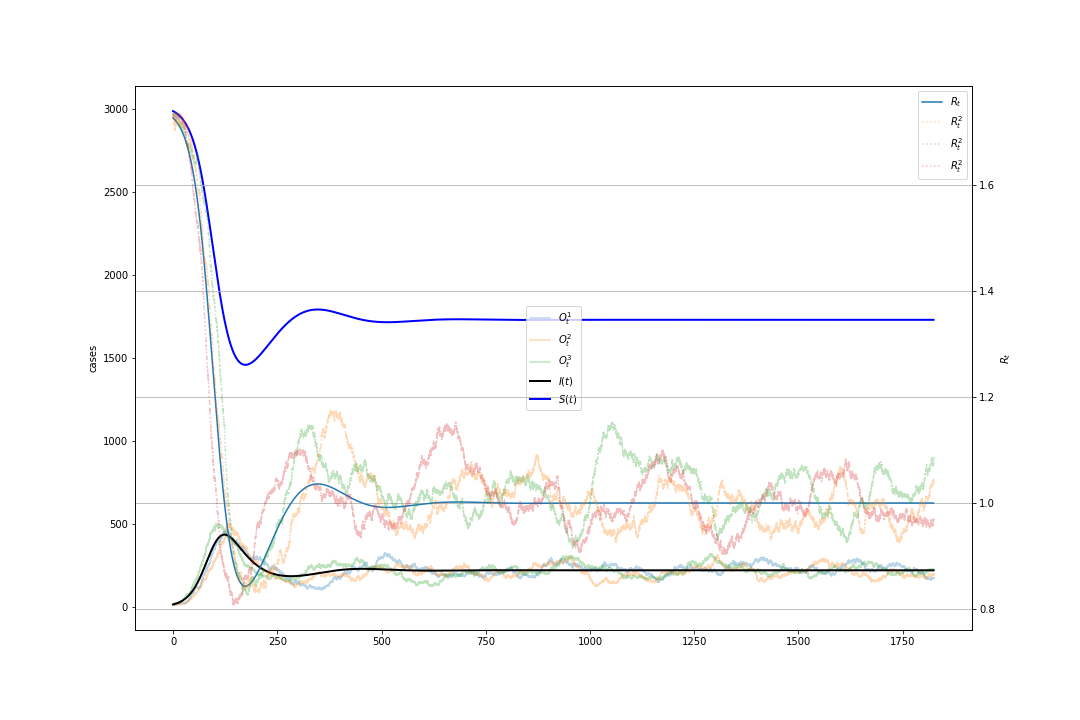 3000
2500
2000
1500
1000
500
0
cases
0 250 500 750 1000 1250 1500 1750
1.6
1.4
1.2
1.0
0.8
R_t
R_t
R_t^2
R_t^2
R_t^2
O_t^1
O_t^2
O_t^3
I(t)
S(t)